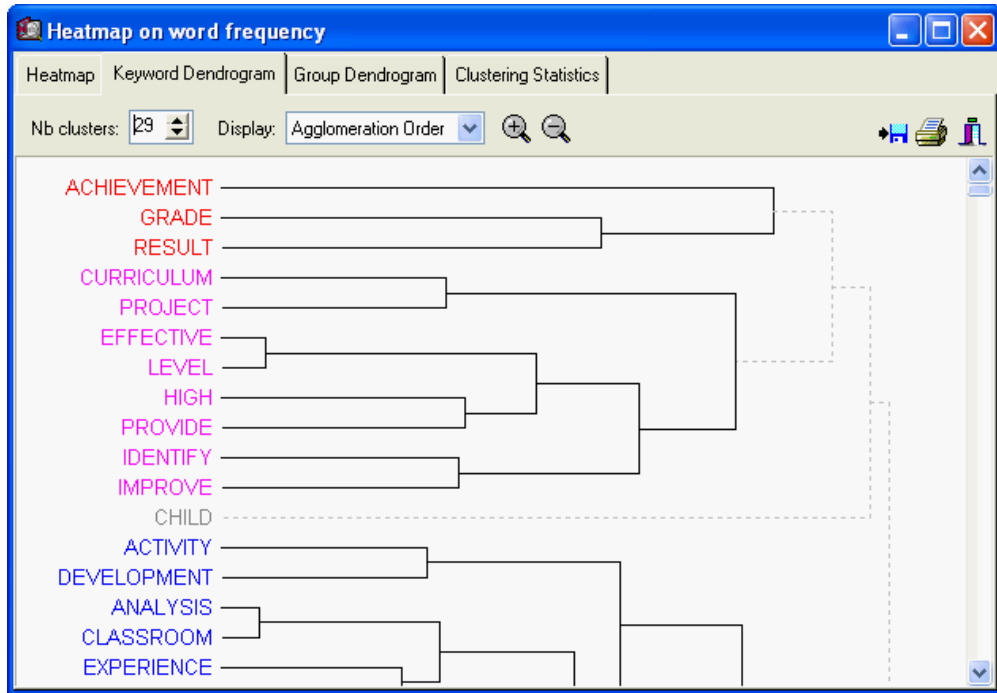 Heatmap on word frequency
Heatmap Keyword Dendrogram Group Dendrogram Clustering Statistics
Nb clusters: 29 Display: Agglomeration Order
ACHIEVEMENT
GRADE
RESULT
CURRICULUM
PROJECT
EFFECTIVE
LEVEL
HIGH
PROVIDE
IDENTIFY
IMPROVE
CHILD
ACTIVITY
DEVELOPMENT
ANALYSIS
CLASSROOM
EXPERIENCE